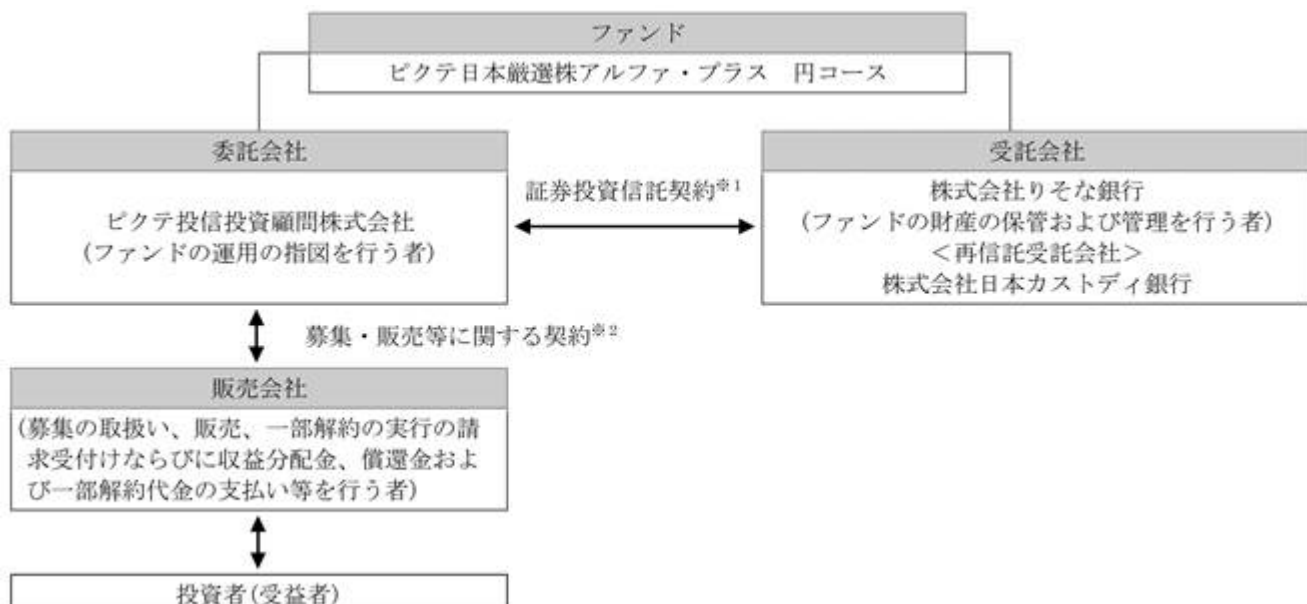 ファンド
ピクテ日本厳選株アルファ・プラス　円コース
委託会社
ピクテ投信投資顧問株式会社
(ファンドの運用の指図を行う者)
証券投資信託契約※1
受託会社
株式会社りそな銀行
(ファンドの財産の保管および管理を行う者)
＜再信託受託会社＞
株式会社日本カストディ銀行
募集・販売等に関する契約※2
販売会社
(募集の取扱い、販売、一部解約の実行の請
求受付けならびに収益分配金、償還金およ
び一部解約代金の支払い等を行う者)
投資者(受益者)